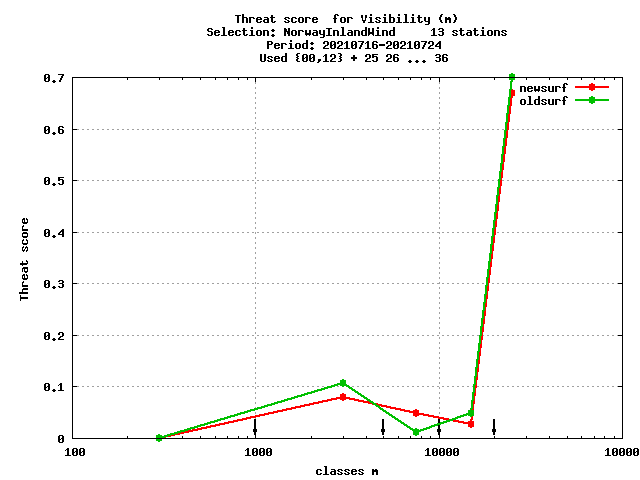 Threat score  for Visibility (m)
Selection: NorwayInlandWind     13 stations
Period: 20210716-20210724
Used {00,12} + 25 26 ... 36
newsurf
oldsurf
0.7
0.6
0.5
0.4
0.3
0.2
0.1
0
Threat score
100
1000
10000
10000
classes m